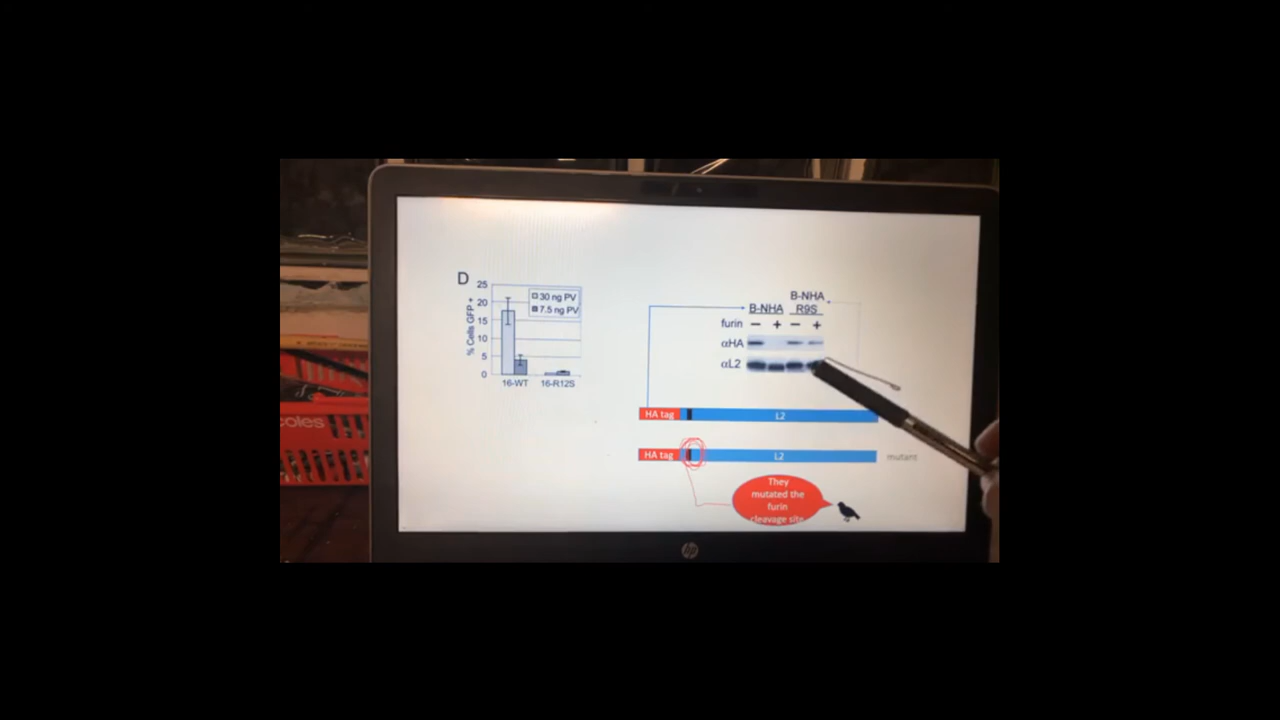 D
25
20
15
10
5
0
% Cells GFP +
30 ng PV
7.5 ng PV
16-WT
16-R12S
B-NHA
B-NHA
R9S
furin − + − +
αHA
αL2
HA tag
L2
HA tag
L2
mutant
They
mutated the
furin
cleavage site
coles
hp